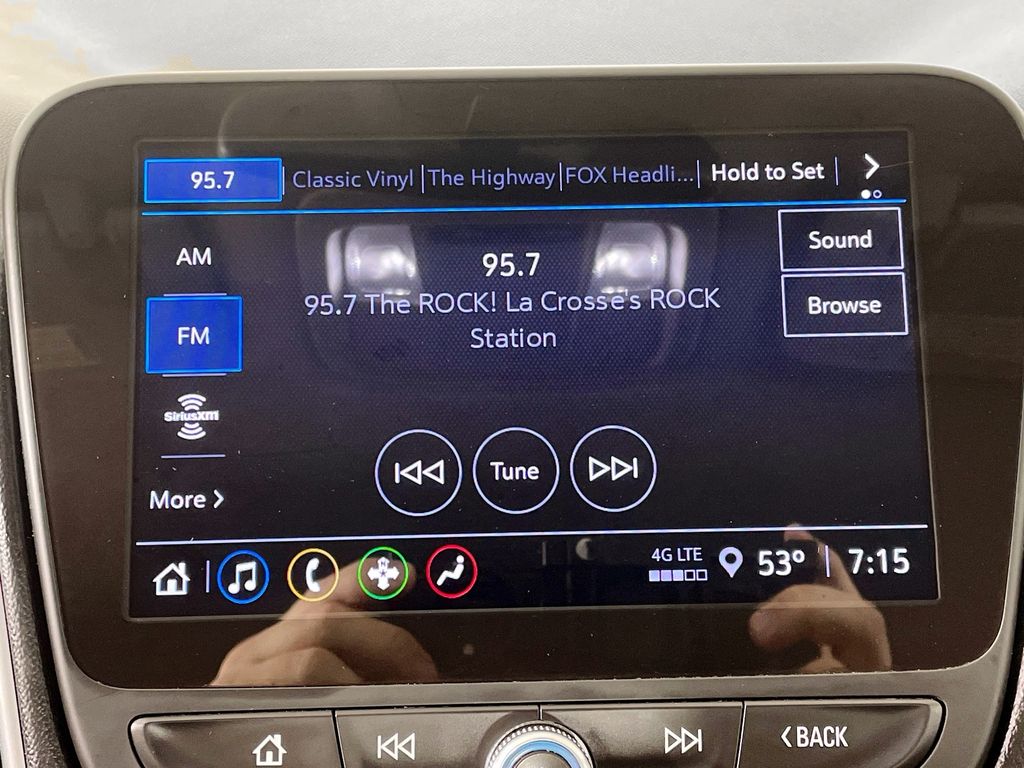 95.7
Classic Vinyl
The Highway
FOX Headli...
Hold to Set
AM
FM
SiriusXM
More
95.7
95.7 The ROCK! La Crosse's ROCK
Station
Sound
Browse
Tune
4G LTE
53°
7:15
BACK